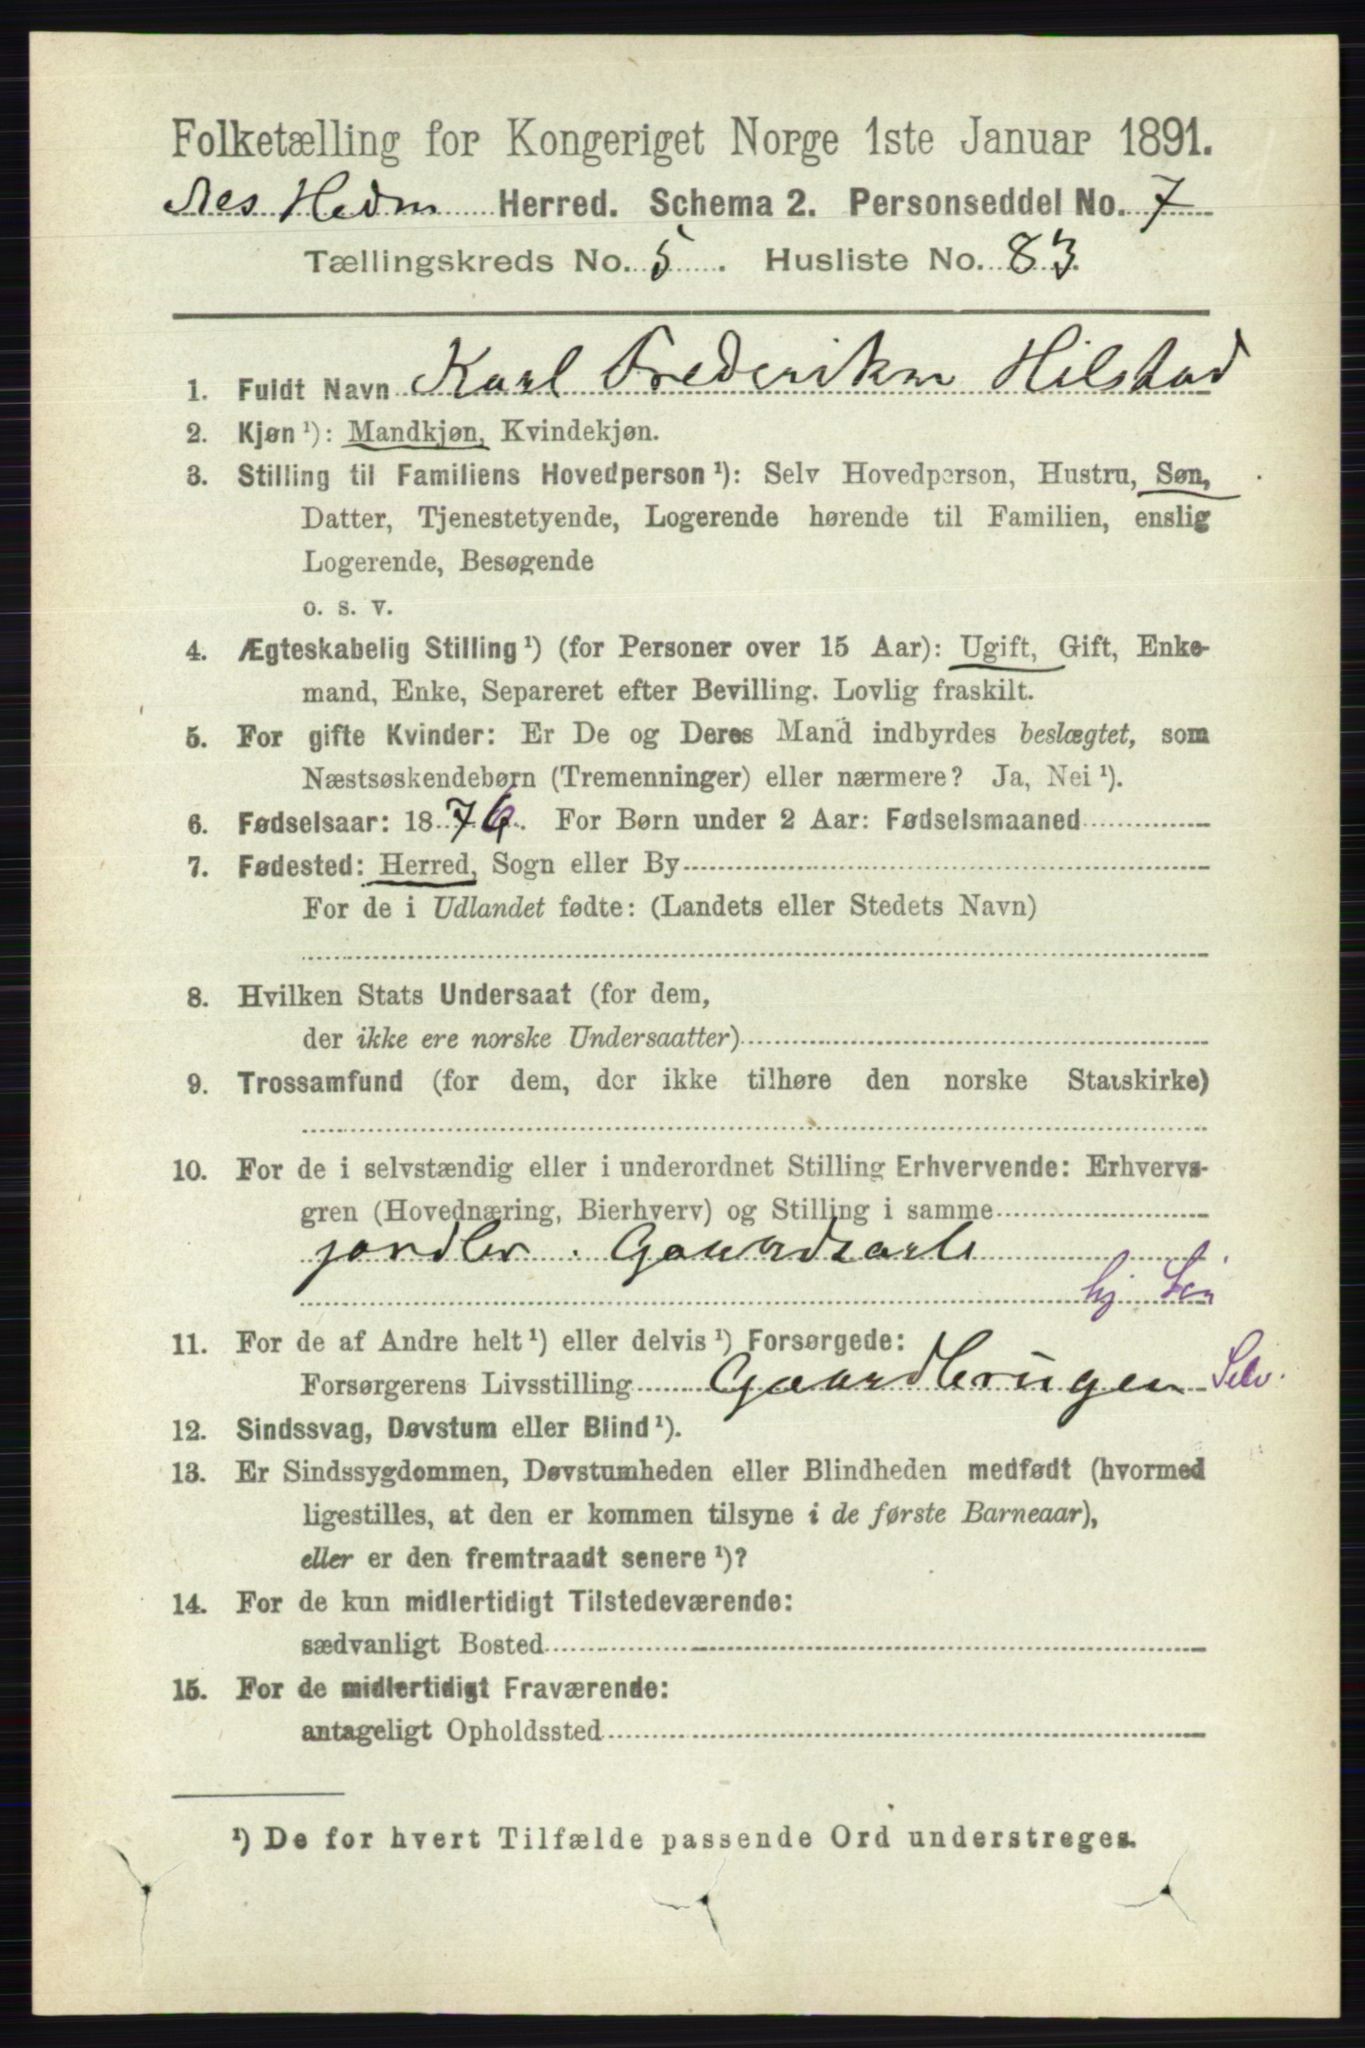 Folketælling for Kongeriget Norge 1ste Januar 1891.
Nes Hedm Herred. Schema 2. Personseddel No. 7
Tællingskreds No. 5. Husliste No. 83.
1. Fuldt Navn Karl Frederiksen Hilstad
2. Kjøn ¹): Mandkjøn, Kvindekjøn.
3. Stilling til Familiens Hovedperson ¹): Selv Hovedperson, Hustru, Søn,
Datter, Tjenestetyende, Logerende hørende til Familien, enslig
Logerende, Besøgende
o. s. v.
4. Ægteskabelig Stilling ¹) (for Personer over 15 Aar): Ugift, Gift, Enke-
mand, Enke, Separeret efter Bevilling. Lovlig fraskilt.
5. For gifte Kvinder: Er De og Deres Mand indbyrdes beslægtet, som
Næstsøskendebørn (Tremenninger) eller nærmere? Ja, Nei ¹).
6. Fødselsaar: 1876. For Børn under 2 Aar: Fødselsmaaned
7. Fødested: Herred, Sogn eller By
For de i Udlandet fødte: (Landets eller Stedets Navn)
8. Hvilken Stats Undersaat (for dem,
der ikke ere norske Undersaatter)
9. Trossamfund (for dem, der ikke tilhøre den norske Statskirke)
10. For de i selvstændig eller i underordnet Stilling Erhvervende: Erhvervs-
gren (Hovednæring, Bierhverv) og Stilling i samme
jordbr. Gaardsarb
hj Søn
11. For de af Andre helt ¹) eller delvis ¹) Forsørgede:
Forsørgerens Livsstilling Gaardbrugen Selv.
12. Sindssvag, Døvstum eller Blind ¹).
13. Er Sindssygdommen, Døvstumheden eller Blindheden medfødt (hvormed
ligestilles, at den er kommen tilsyne i de første Barneaar),
eller er den fremtraadt senere ¹)?
14. For de kun midlertidigt Tilstedeværende:
sædvanligt Bosted
15. For de midlertidigt Fraværende:
antageligt Opholdssted
¹) De for hvert Tilfælde passende Ord understreges.